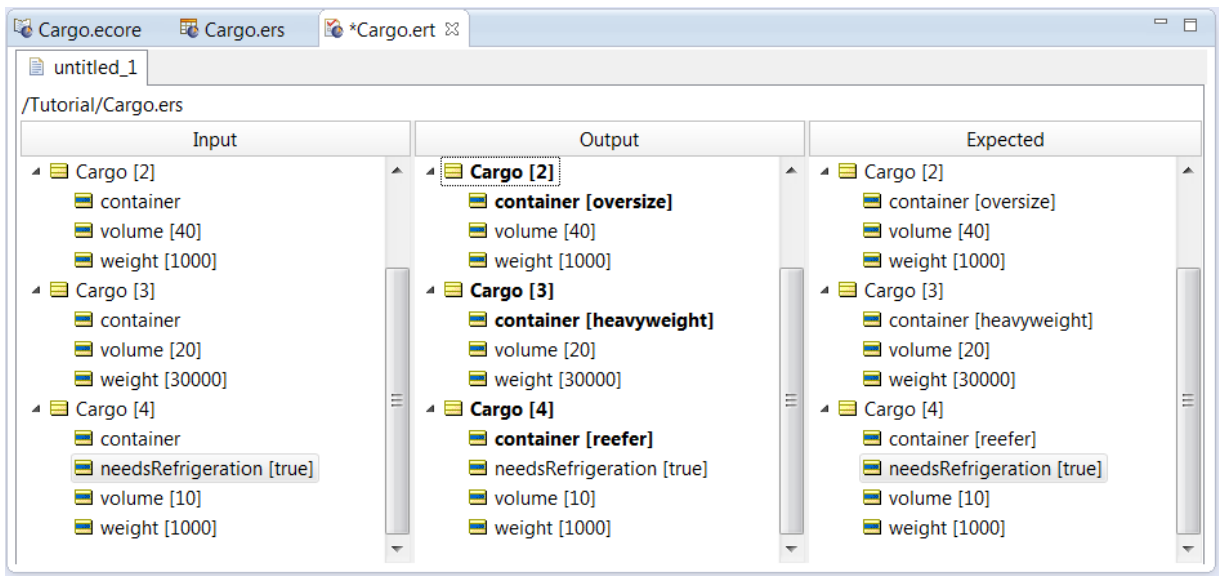 Cargo.ecore Cargo.ers *Cargo.ert
untitled_1
/Tutorial/Cargo.ers
Input Output Expected
Cargo [2] Cargo [2] Cargo [2]
container container [oversize] container [oversize]
volume [40] volume [40] volume [40]
weight [1000] weight [1000] weight [1000]
Cargo [3] Cargo [3] Cargo [3]
container container [heavyweight] container [heavyweight]
volume [20] volume [20] volume [20]
weight [30000] weight [30000] weight [30000]
Cargo [4] Cargo [4] Cargo [4]
container container [reefer] container [reefer]
needsRefrigeration [true] needsRefrigeration [true] needsRefrigeration [true]
volume [10] volume [10] volume [10]
weight [1000] weight [1000] weight [1000]